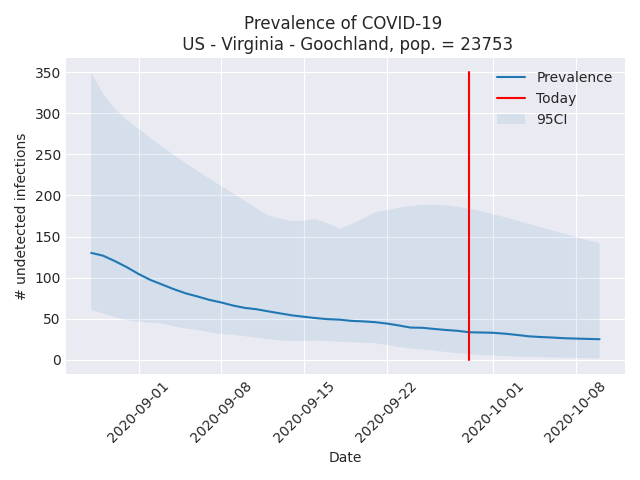 Prevalence of COVID-19
US - Virginia - Goochland, pop. = 23753
350
300
250
200
150
100
50
0
# undetected infections
Prevalence
Today
95CI
2020-09-01
2020-09-08
2020-09-15
2020-09-22
2020-10-01
2020-10-08
Date